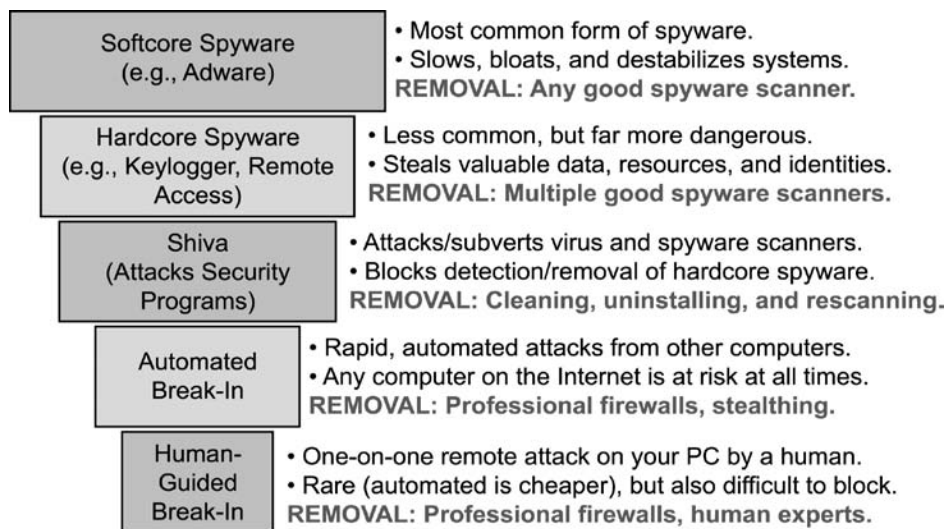 Softcore Spyware
(e.g., Adware)
• Most common form of spyware.
• Slows, bloats, and destabilizes systems.
REMOVAL: Any good spyware scanner.
Hardcore Spyware
(e.g., Keylogger, Remote
Access)
• Less common, but far more dangerous.
• Steals valuable data, resources, and identities.
REMOVAL: Multiple good spyware scanners.
Shiva
(Attacks Security
Programs)
• Attacks/subverts virus and spyware scanners.
• Blocks detection/removal of hardcore spyware.
REMOVAL: Cleaning, uninstalling, and rescanning.
Automated
Break-In
• Rapid, automated attacks from other computers.
• Any computer on the Internet is at risk at all times.
REMOVAL: Professional firewalls, stealthing.
Human-
Guided
Break-In
• One-on-one remote attack on your PC by a human.
• Rare (automated is cheaper), but also difficult to block.
REMOVAL: Professional firewalls, human experts.